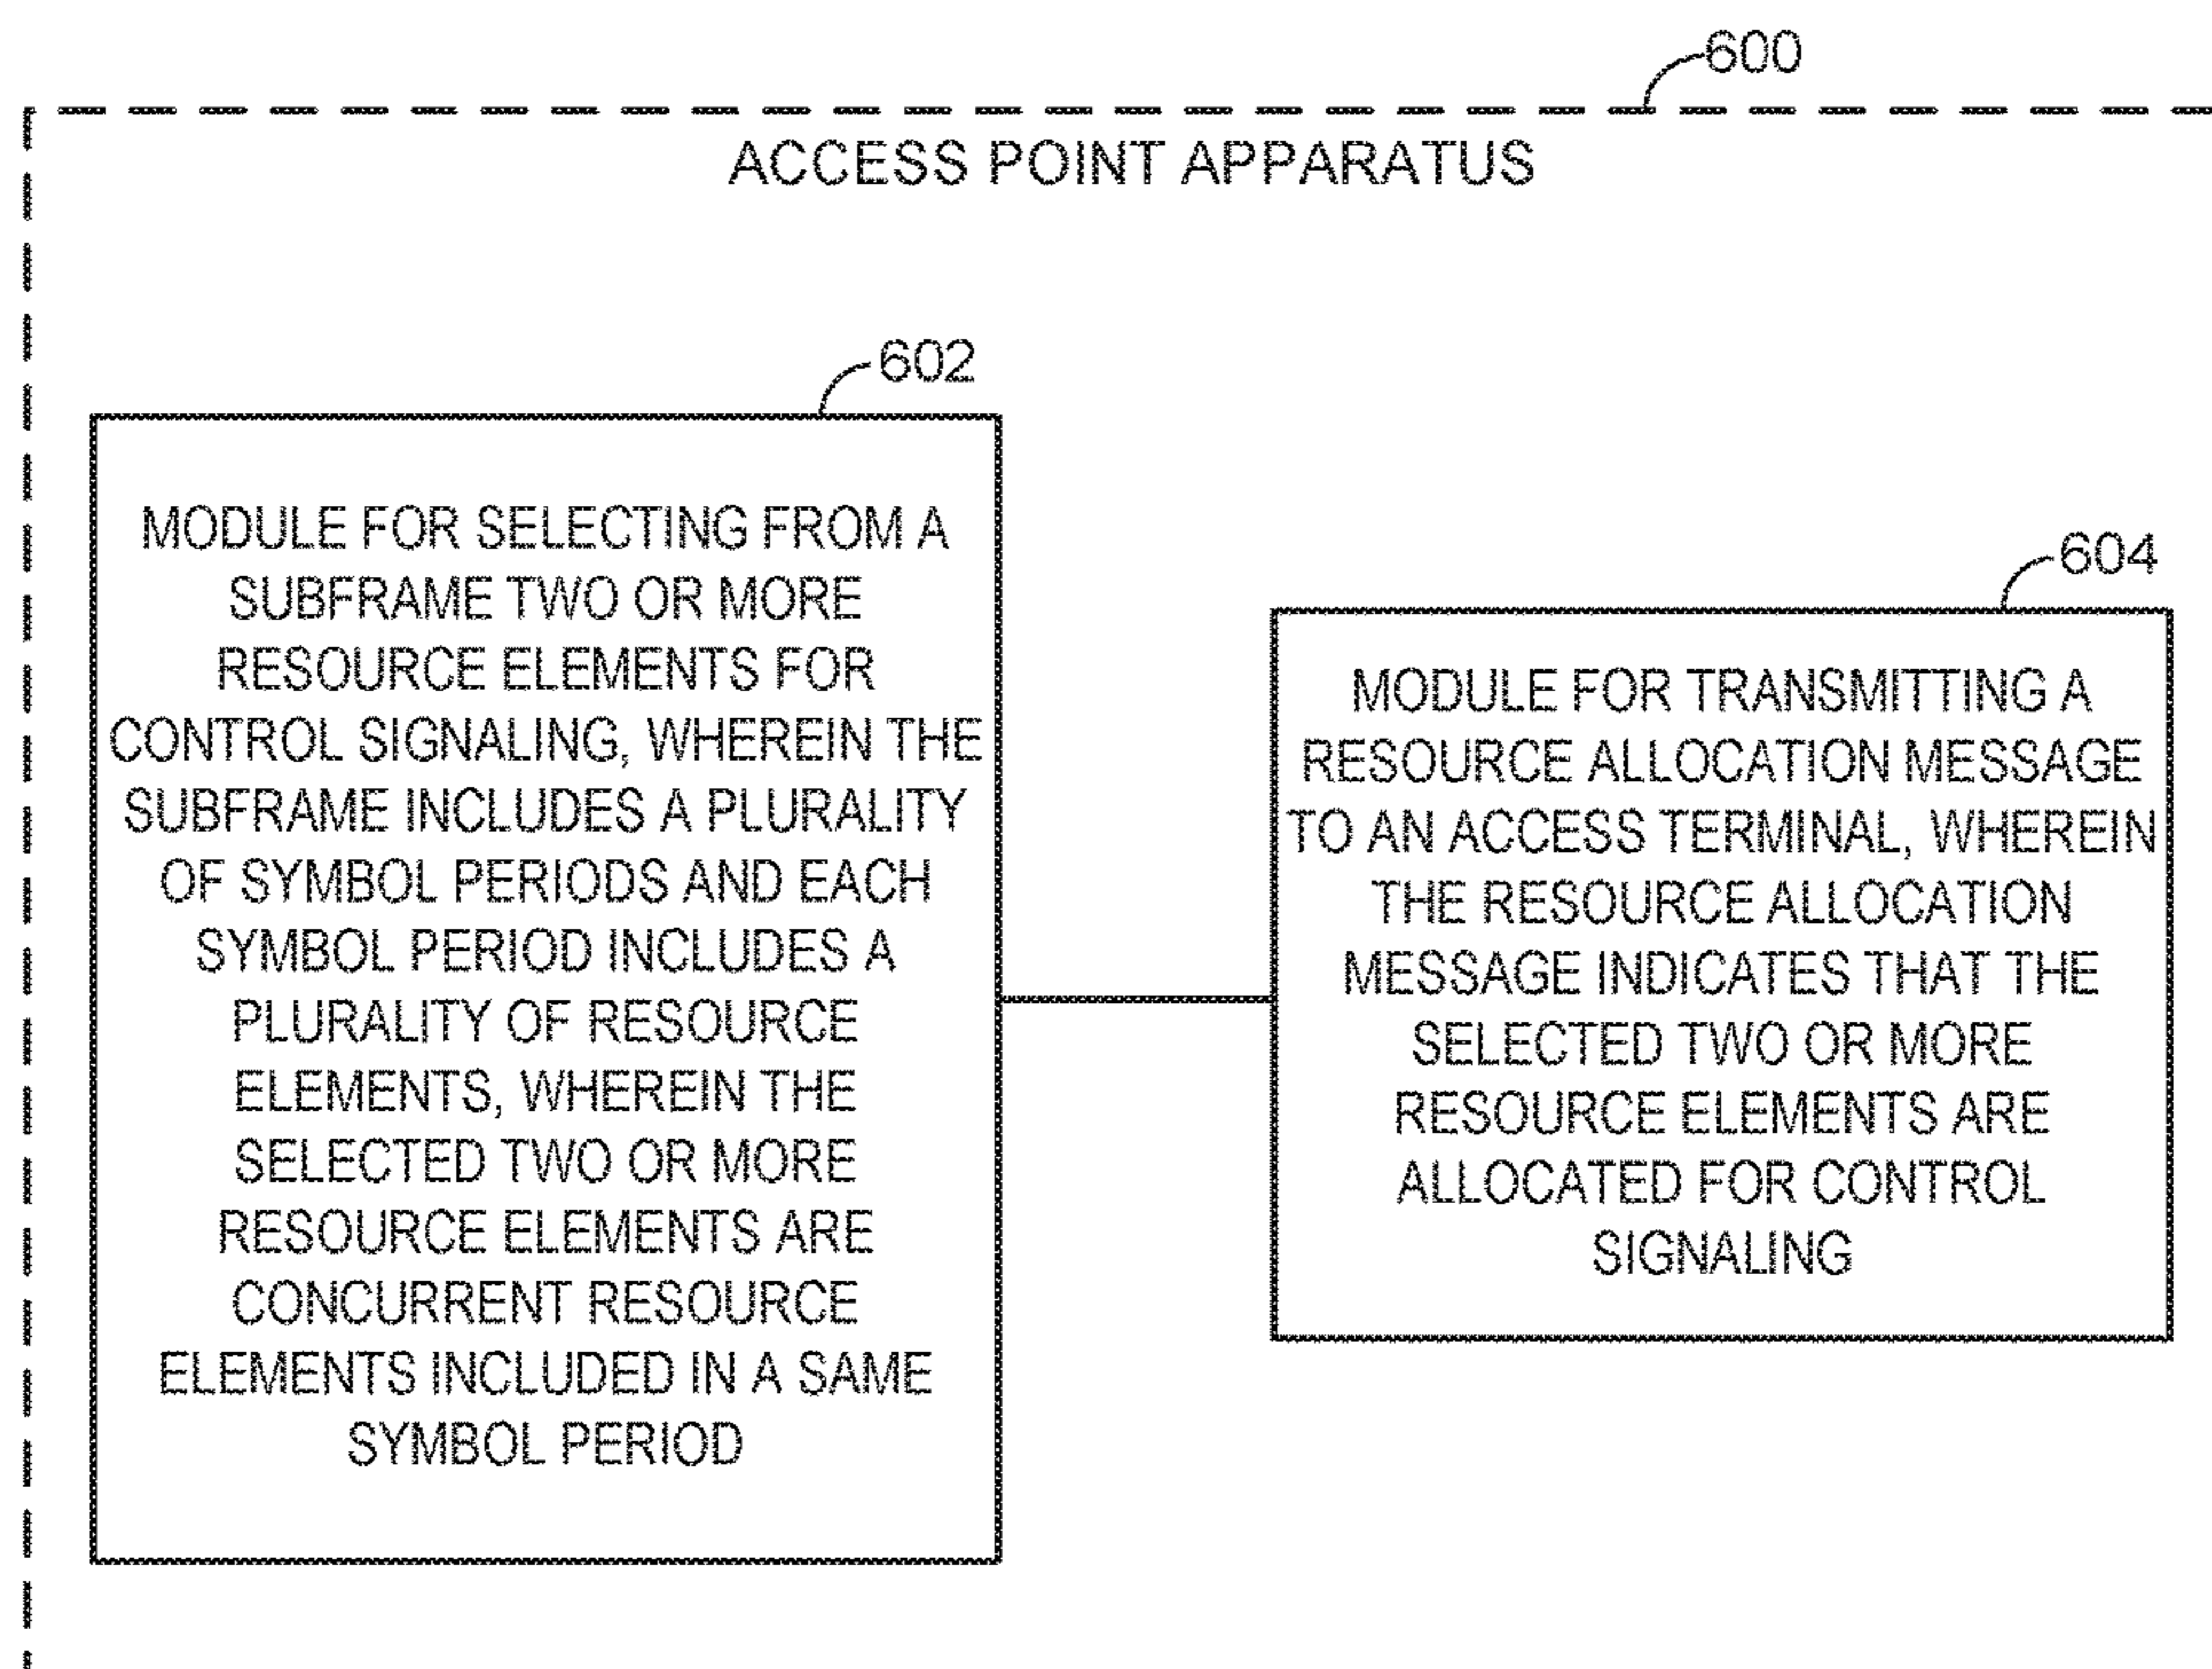 600
ACCESS POINT APPARATUS
602
MODULE FOR SELECTING FROM A
SUBFRAME TWO OR MORE
RESOURCE ELEMENTS FOR
CONTROL SIGNALING, WHEREIN THE
SUBFRAME INCLUDES A PLURALITY
OF SYMBOL PERIODS AND EACH
SYMBOL PERIOD INCLUDES A
PLURALITY OF RESOURCE
ELEMENTS, WHEREIN THE
SELECTED TWO OR MORE
RESOURCE ELEMENTS ARE
CONCURRENT RESOURCE
ELEMENTS INCLUDED IN A SAME
SYMBOL PERIOD
604
MODULE FOR TRANSMITTING A
RESOURCE ALLOCATION MESSAGE
TO AN ACCESS TERMINAL, WHEREIN
THE RESOURCE ALLOCATION
MESSAGE INDICATES THAT THE
SELECTED TWO OR MORE
RESOURCE ELEMENTS ARE
ALLOCATED FOR CONTROL
SIGNALING